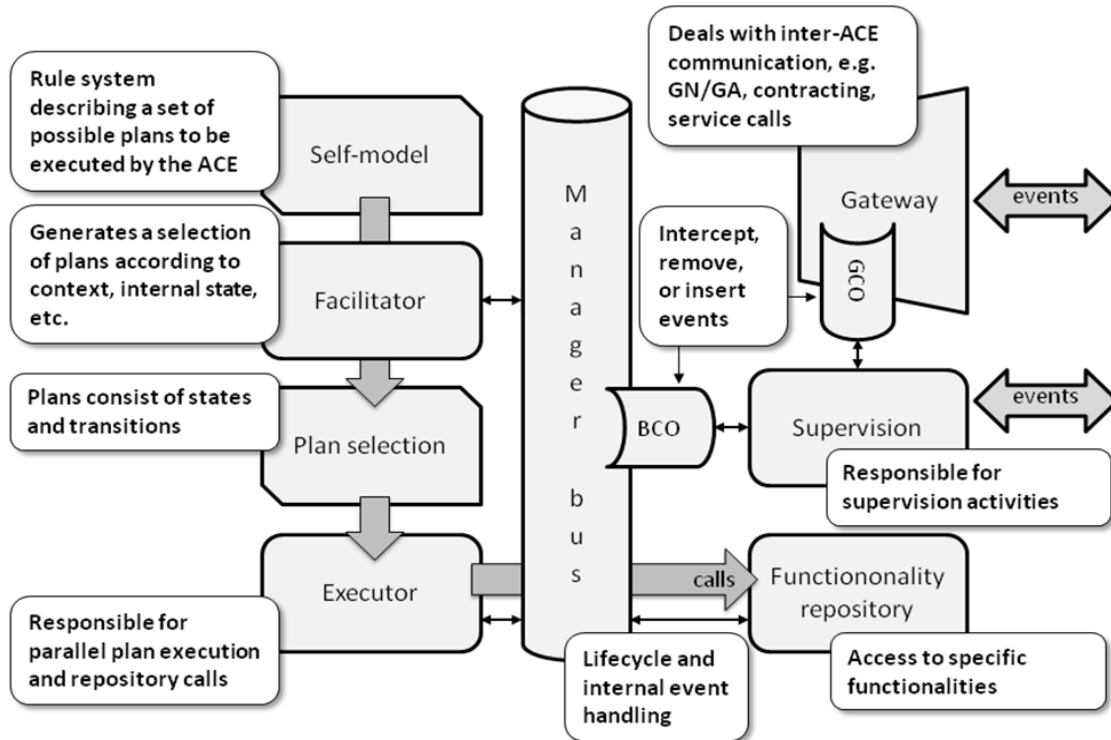 Rule system
describing a set of
possible plans to be
executed by the ACE
Self-model
Generates a selection
of plans according to
context, internal state,
etc.
Facilitator
Plans consist of states
and transitions
Plan selection
Responsible for
parallel plan execution
and repository calls
Executor
Manager bus
Lifecycle and
internal event
handling
Deals with inter-ACE
communication, e.g.
GN/GA, contracting,
service calls
Gateway
GCO
events
Intercept,
remove,
or insert
events
BCO
Supervision
events
Responsible for
supervision activities
calls
Functiononality
repository
Access to specific
functionalities